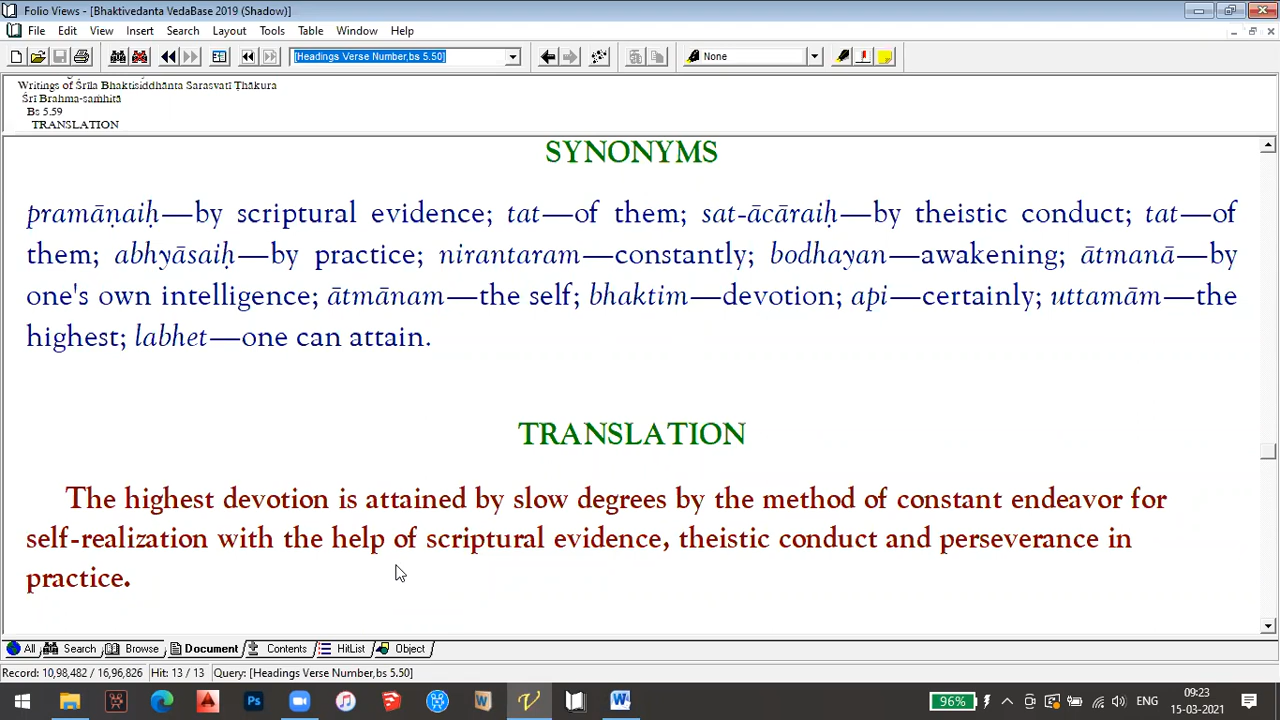 Folio Views - [Bhaktivedanta VedaBase 2019 (Shadow)]
File Edit View Insert Search Layout Tools Table Window Help
[Headings Verse Number,bs 5.50] None
Writings of Śrīla Bhaktisiddhānta Sarasvatī Ṭhākura
Śrī Brahma-saṁhitā
Bs 5.59
TRANSLATION
SYNONYMS
pramāṇaiḥ—by scriptural evidence; tat—of them; sat-ācāraiḥ—by theistic conduct; tat—of
them; abhyāsaiḥ—by practice; nirantaram—constantly; bodhayan—awakening; ātmanā—by
one's own intelligence; ātmānam—the self; bhaktim—devotion; api—certainly; uttamām—the
highest; labhet—one can attain.
TRANSLATION
The highest devotion is attained by slow degrees by the method of constant endeavor for
self-realization with the help of scriptural evidence, theistic conduct and perseverance in
practice.
All Search Browse Document Contents HitList Object
Record: 10,98,482 / 16,96,826 Hit: 13 / 13 Query: [Headings Verse Number,bs 5.50]
96% ENG 09:23
15-03-2021